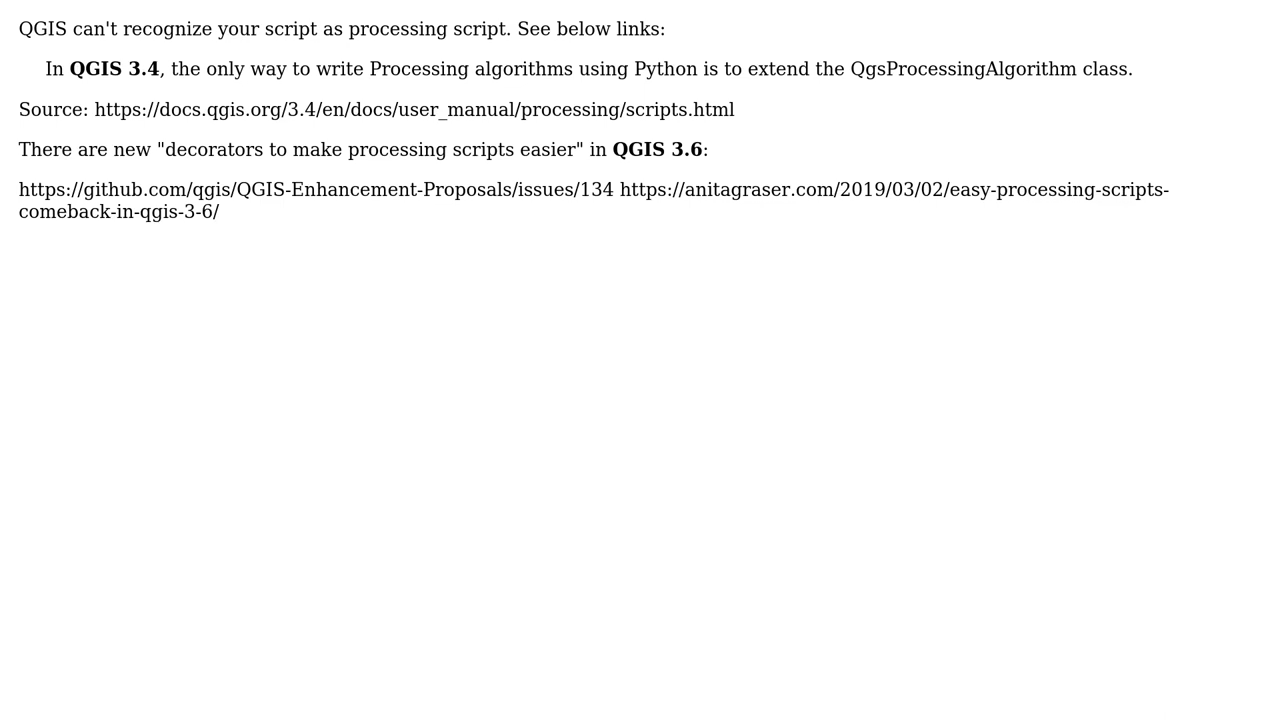 QGIS can't recognize your script as processing script. See below links:
In QGIS 3.4, the only way to write Processing algorithms using Python is to extend the QgsProcessingAlgorithm class.
Source: https://docs.qgis.org/3.4/en/docs/user_manual/processing/scripts.html
There are new "decorators to make processing scripts easier" in QGIS 3.6:
https://github.com/qgis/QGIS-Enhancement-Proposals/issues/134 https://anitagraser.com/2019/03/02/easy-processing-scripts-
comeback-in-qgis-3-6/